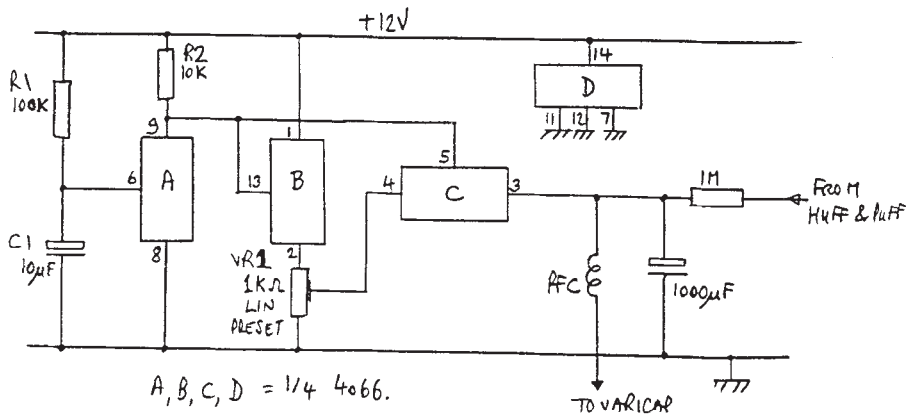 +12V
R1
100K
R2
10K
14
D
11 12 7
9
6 A
8
1
13 B
2
5
4 C 3
1M
FROM
HUFF & PUFF
C1
10µF
VR1
1KΩ
LIN
PRESET
RFC
1000µF
A, B, C, D = 1/4 4066.
TO VARICAP